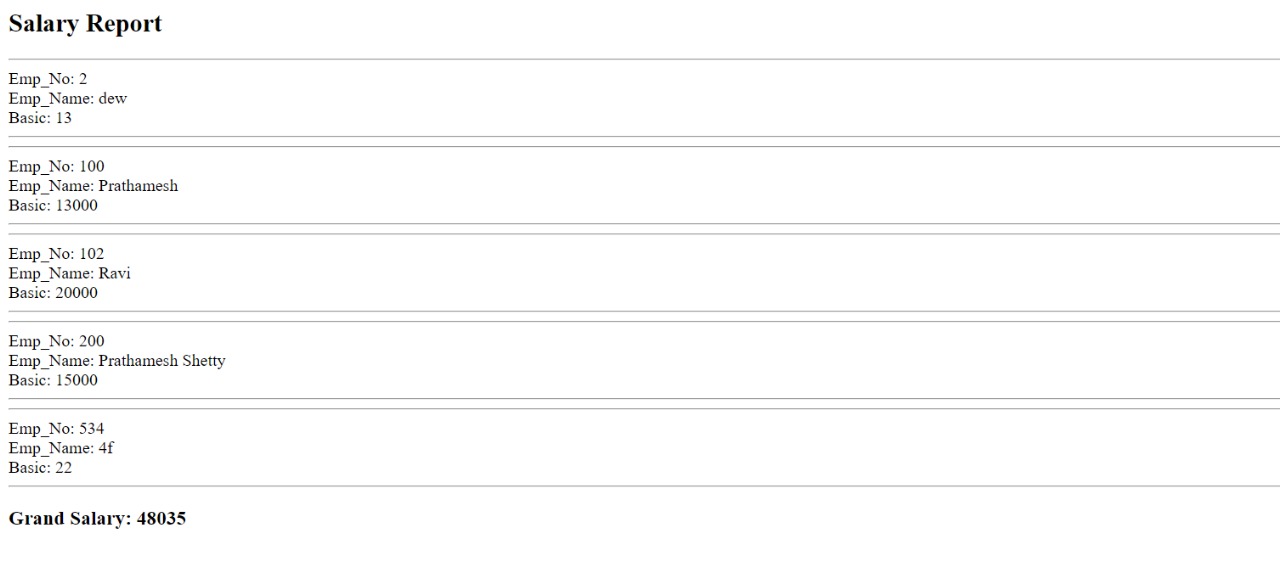 Salary Report
Emp_No: 2
Emp_Name: dew
Basic: 13
Emp_No: 100
Emp_Name: Prathamesh
Basic: 13000
Emp_No: 102
Emp_Name: Ravi
Basic: 20000
Emp_No: 200
Emp_Name: Prathamesh Shetty
Basic: 15000
Emp_No: 534
Emp_Name: 4f
Basic: 22
Grand Salary: 48035